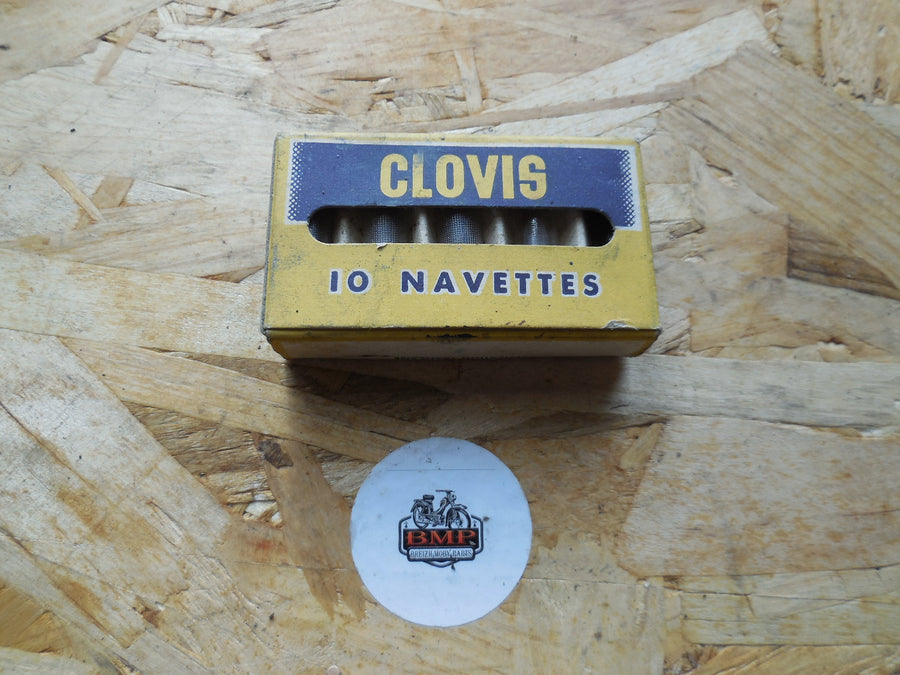 CLOVIS
10 NAVETTES
BMP
BREIZH MOBY PARTS